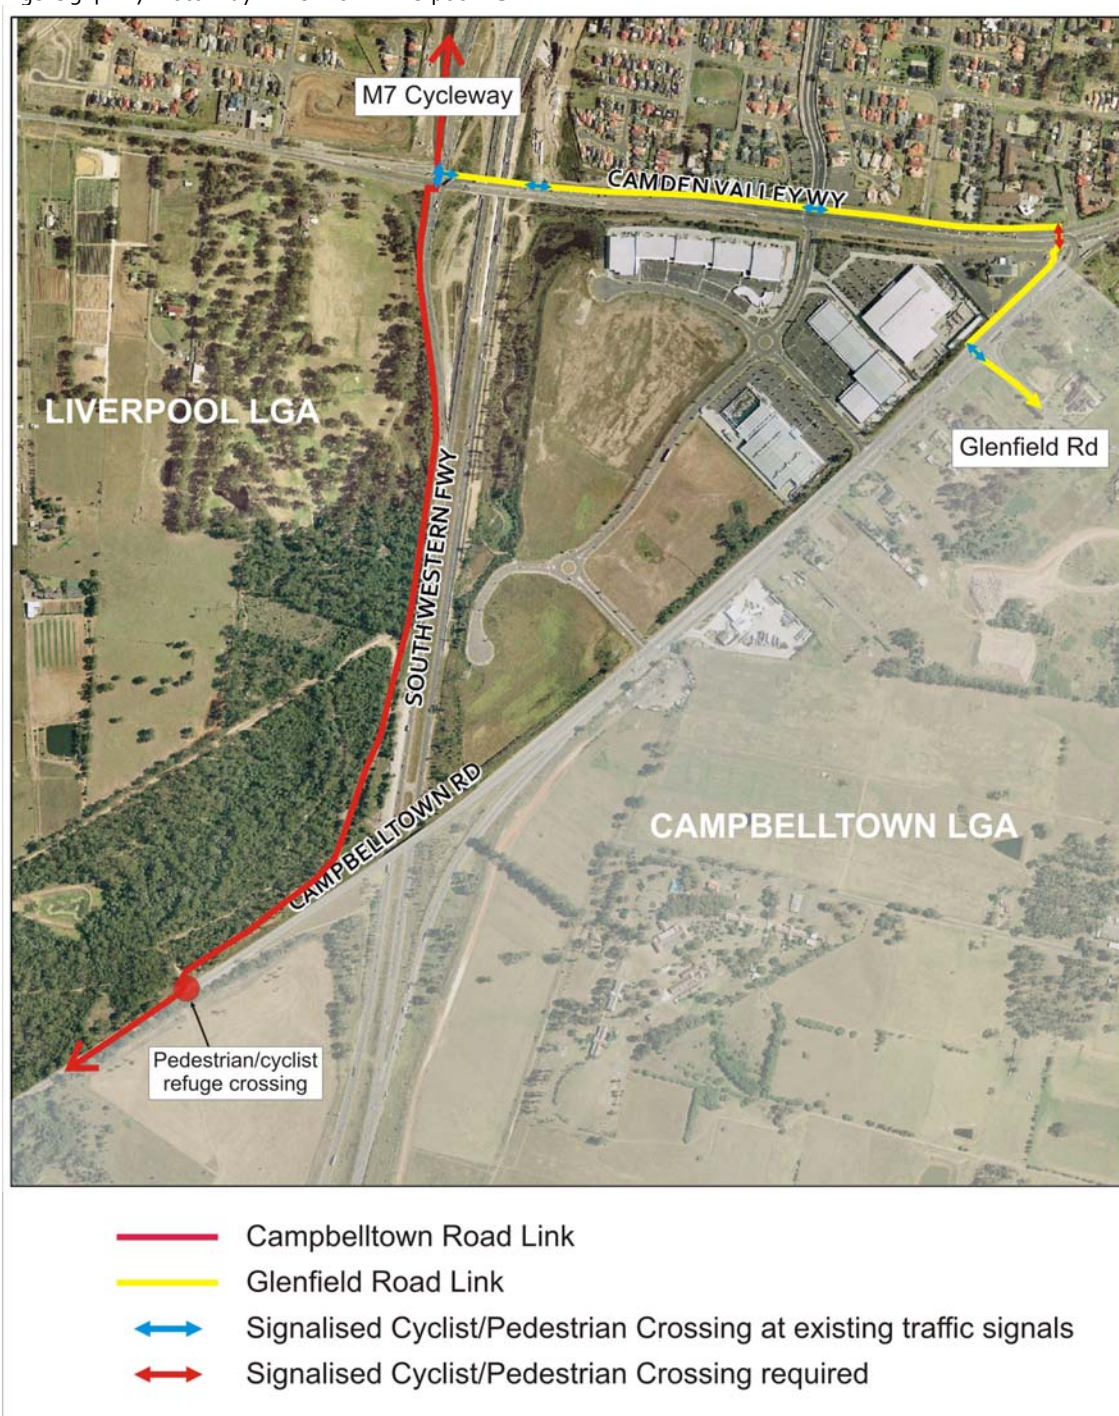 M7 Cycleway
CAMDEN VALLEY WY
LIVERPOOL LGA
Glenfield Rd
SOUTH WESTERN FWY
CAMPBELLTOWN RD
CAMPBELLTOWN LGA
Pedestrian/cyclist
refuge crossing
Campbelltown Road Link
Glenfield Road Link
Signalised Cyclist/Pedestrian Crossing at existing traffic signals
Signalised Cyclist/Pedestrian Crossing required